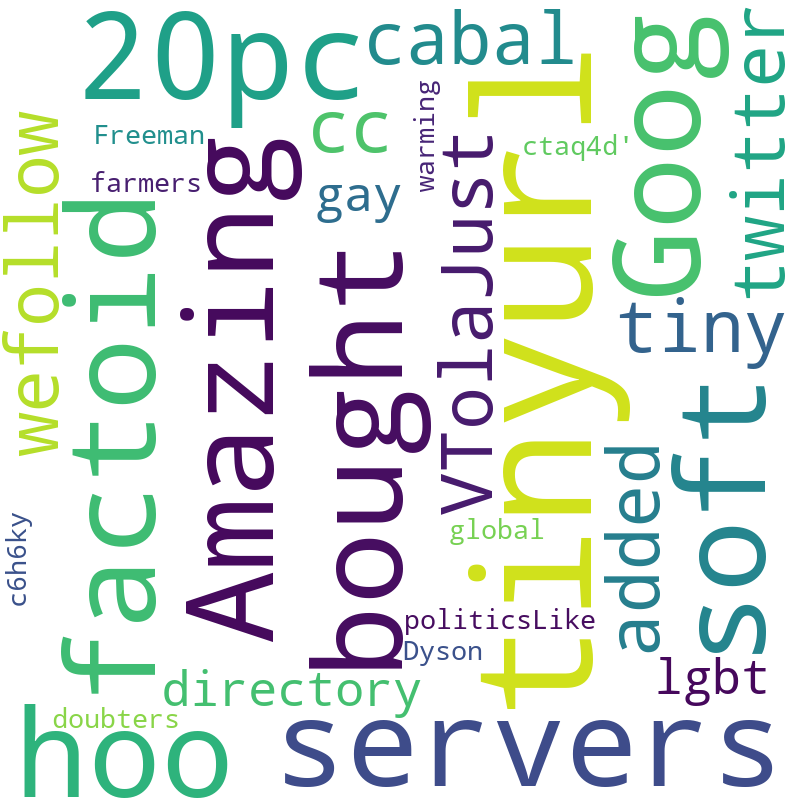 20pc
cabal
Goog
twitter
Freeman
cc
warming
tinyurl
ctaq4d'
farmers
gay
wefollow
factoid
Amazing
bought
VTolaJust
tiny
soft
added
c6h6ky
global
politicsLike
Dyson
directory
lgbt
doubters
hoo
servers